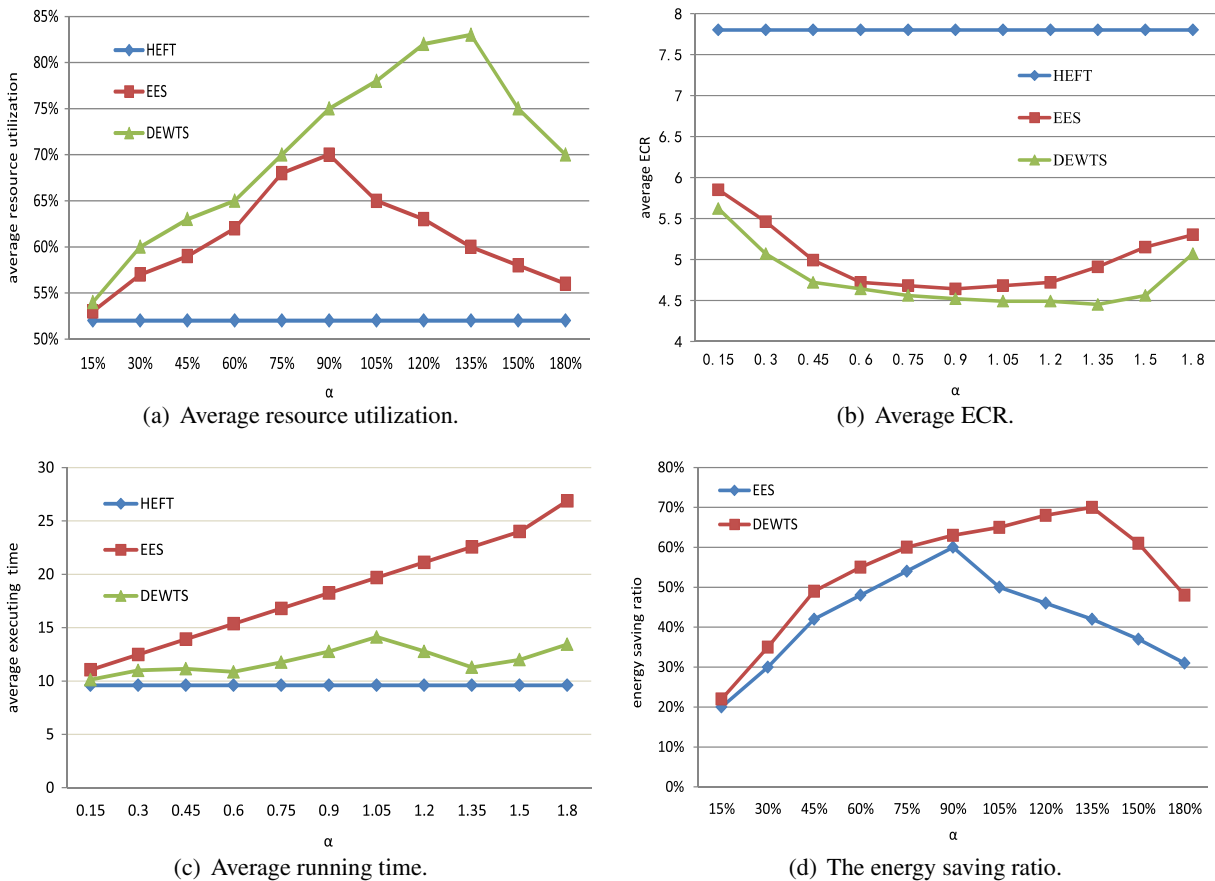 85%
80%
75%
70%
65%
60%
55%
50%
average resource utilization
HEFT
EES
DEWTS
15% 30% 45% 60% 75% 90% 105% 120% 135% 150% 180%
α
(a) Average resource utilization.
8
7.5
7
6.5
6
5.5
5
4.5
4
average ECR
HEFT
EES
DEWTS
0.15 0.3 0.45 0.6 0.75 0.9 1.05 1.2 1.35 1.5 1.8
α
(b) Average ECR.
30
25
20
15
10
5
0
average executing time
HEFT
EES
DEWTS
0.15 0.3 0.45 0.6 0.75 0.9 1.05 1.2 1.35 1.5 1.8
α
(c) Average running time.
80%
70%
60%
50%
40%
30%
20%
10%
0%
energy saving ratio
EES
DEWTS
15% 30% 45% 60% 75% 90% 105% 120% 135% 150% 180%
α
(d) The energy saving ratio.